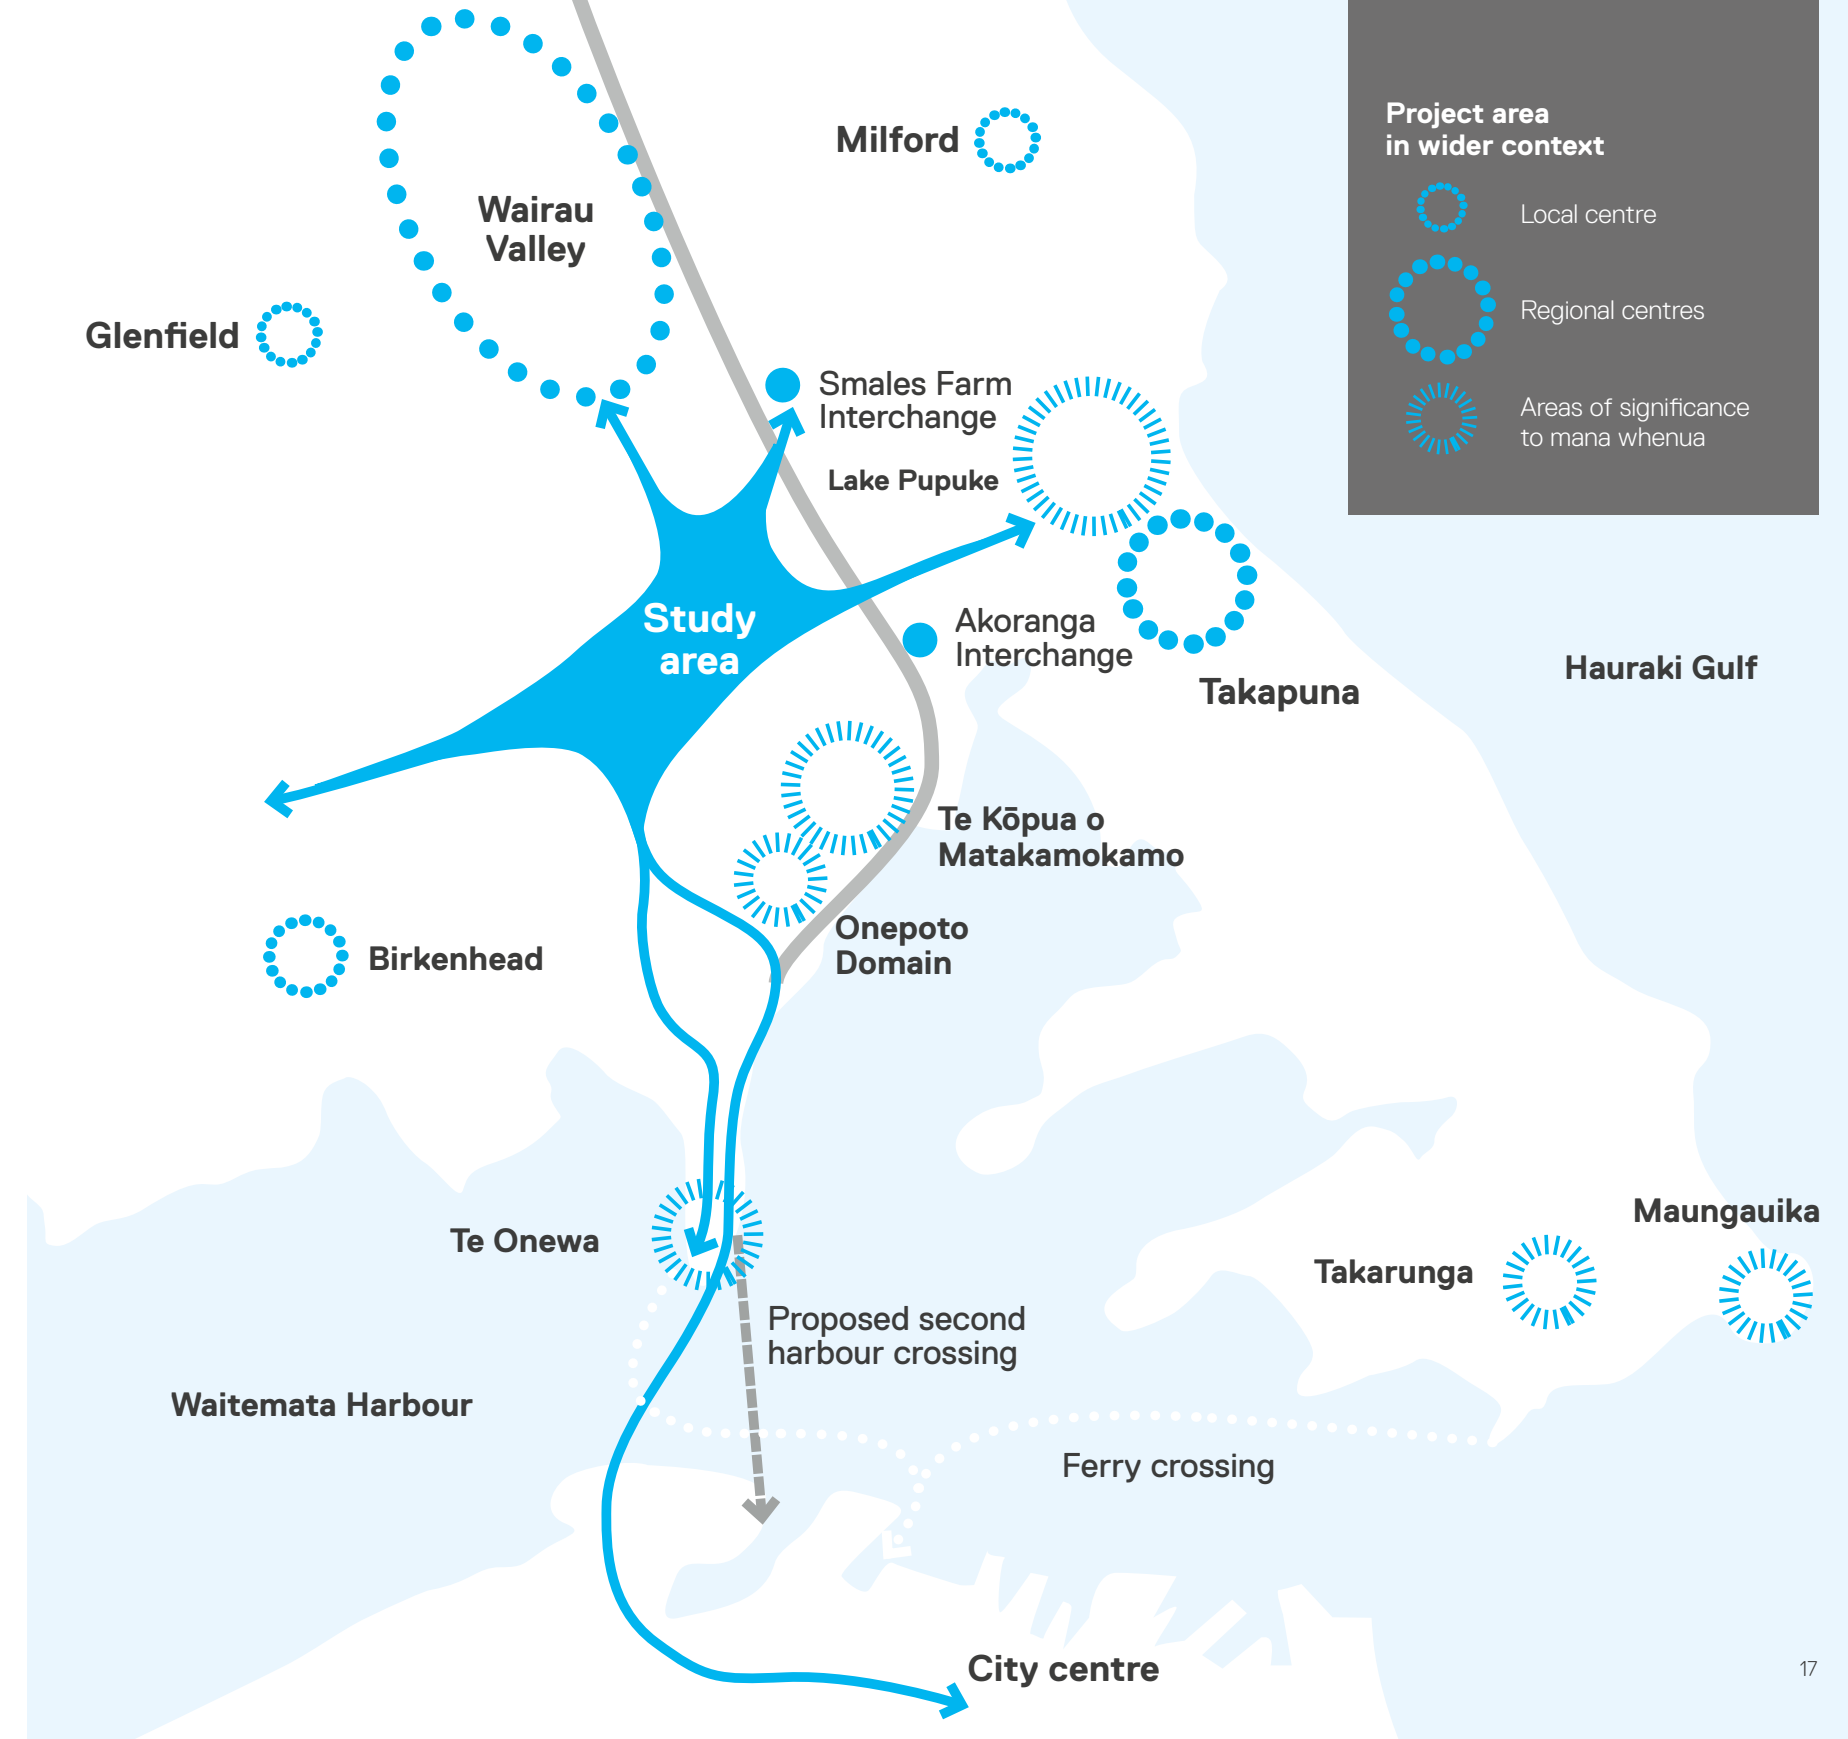 Project area
in wider context
Local centre
Regional centres
Areas of significance
to mana whenua
Milford
Wairau
Valley
Glenfield
Smales Farm
Interchange
Lake Pupuke
Study
area
Akoranga
Interchange
Takapuna
Hauraki Gulf
Te Kōpua o
Matakamokamo
Onepoto
Domain
Birkenhead
Te Onewa
Maungauika
Takarunga
Proposed second
harbour crossing
Waitemata Harbour
Ferry crossing
City centre
17